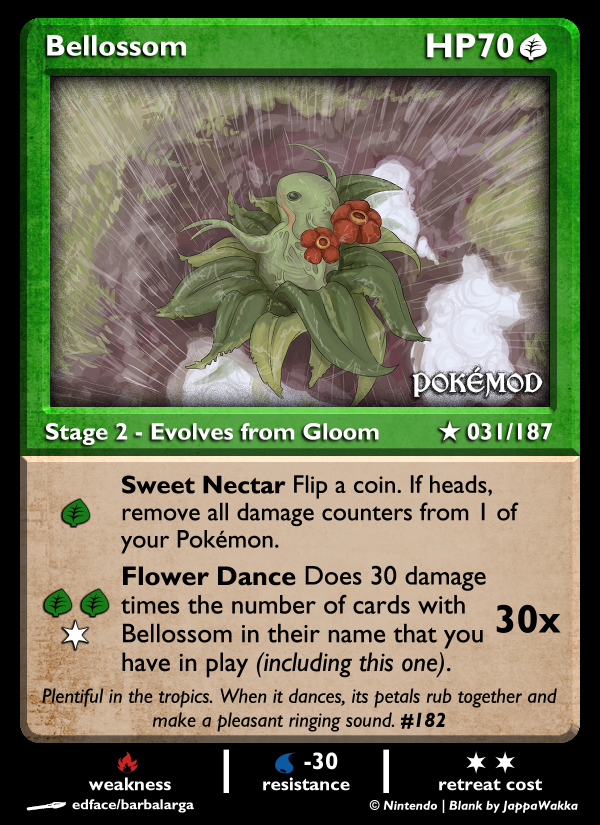 Bellossom HP70
POKÉMOD
Stage 2 - Evolves from Gloom ★ 031/187
Sweet Nectar Flip a coin. If heads,
remove all damage counters from 1 of
your Pokémon.
Flower Dance Does 30 damage
times the number of cards with
Bellossom in their name that you
have in play (including this one).
30x
Plentiful in the tropics. When it dances, its petals rub together and
make a pleasant ringing sound. #182
-30
weakness resistance retreat cost
edface/barbalarga © Nintendo | Blank by JappaWakka